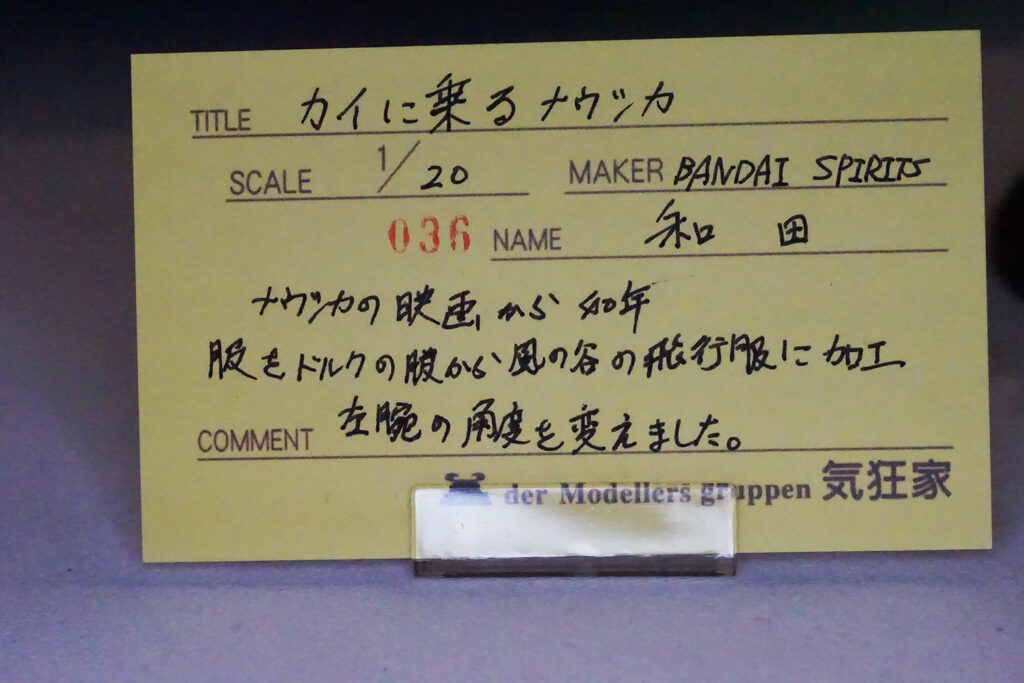 TITLE カイに乗るナウシカ
SCALE 1/20 MAKER BANDAI SPIRITS
036 NAME 和田
ナウシカの映画から40年
服をドルクの服から風の谷の飛行服に加工
COMMENT 左腕の角度を変えました。
der Modellers gruppen 気狂家